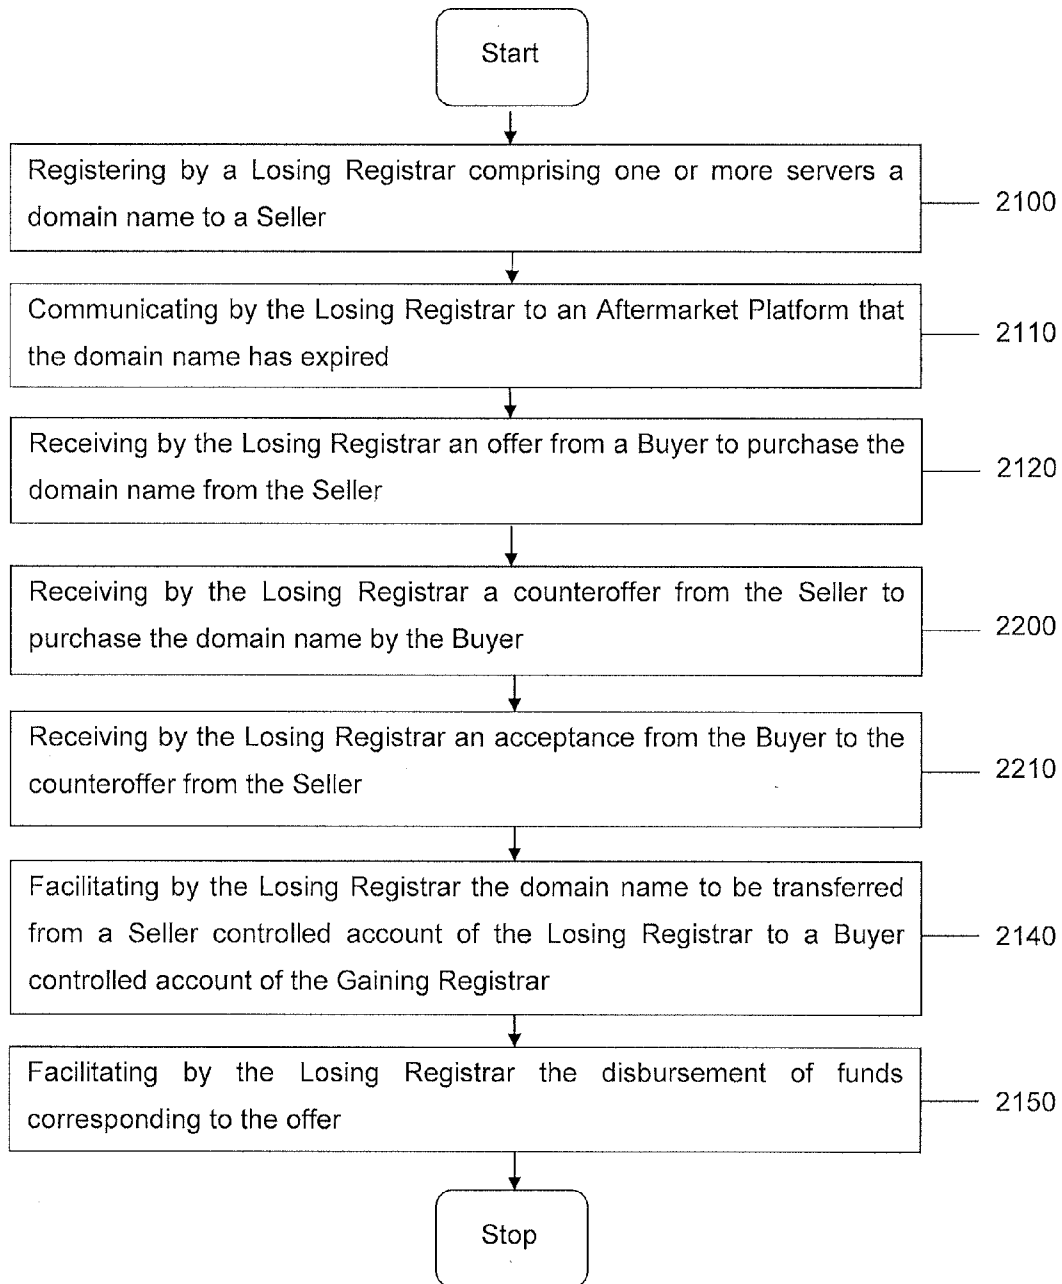 Start
Registering by a Losing Registrar comprising one or more servers a
domain name to a Seller
2100
Communicating by the Losing Registrar to an Aftermarket Platform that
the domain name has expired
2110
Receiving by the Losing Registrar an offer from a Buyer to purchase the
domain name from the Seller
2120
Receiving by the Losing Registrar a counteroffer from the Seller to
purchase the domain name by the Buyer
2200
Receiving by the Losing Registrar an acceptance from the Buyer to the
counteroffer from the Seller
2210
Facilitating by the Losing Registrar the domain name to be transferred
from a Seller controlled account of the Losing Registrar to a Buyer
controlled account of the Gaining Registrar
2140
Facilitating by the Losing Registrar the disbursement of funds
corresponding to the offer
2150
Stop